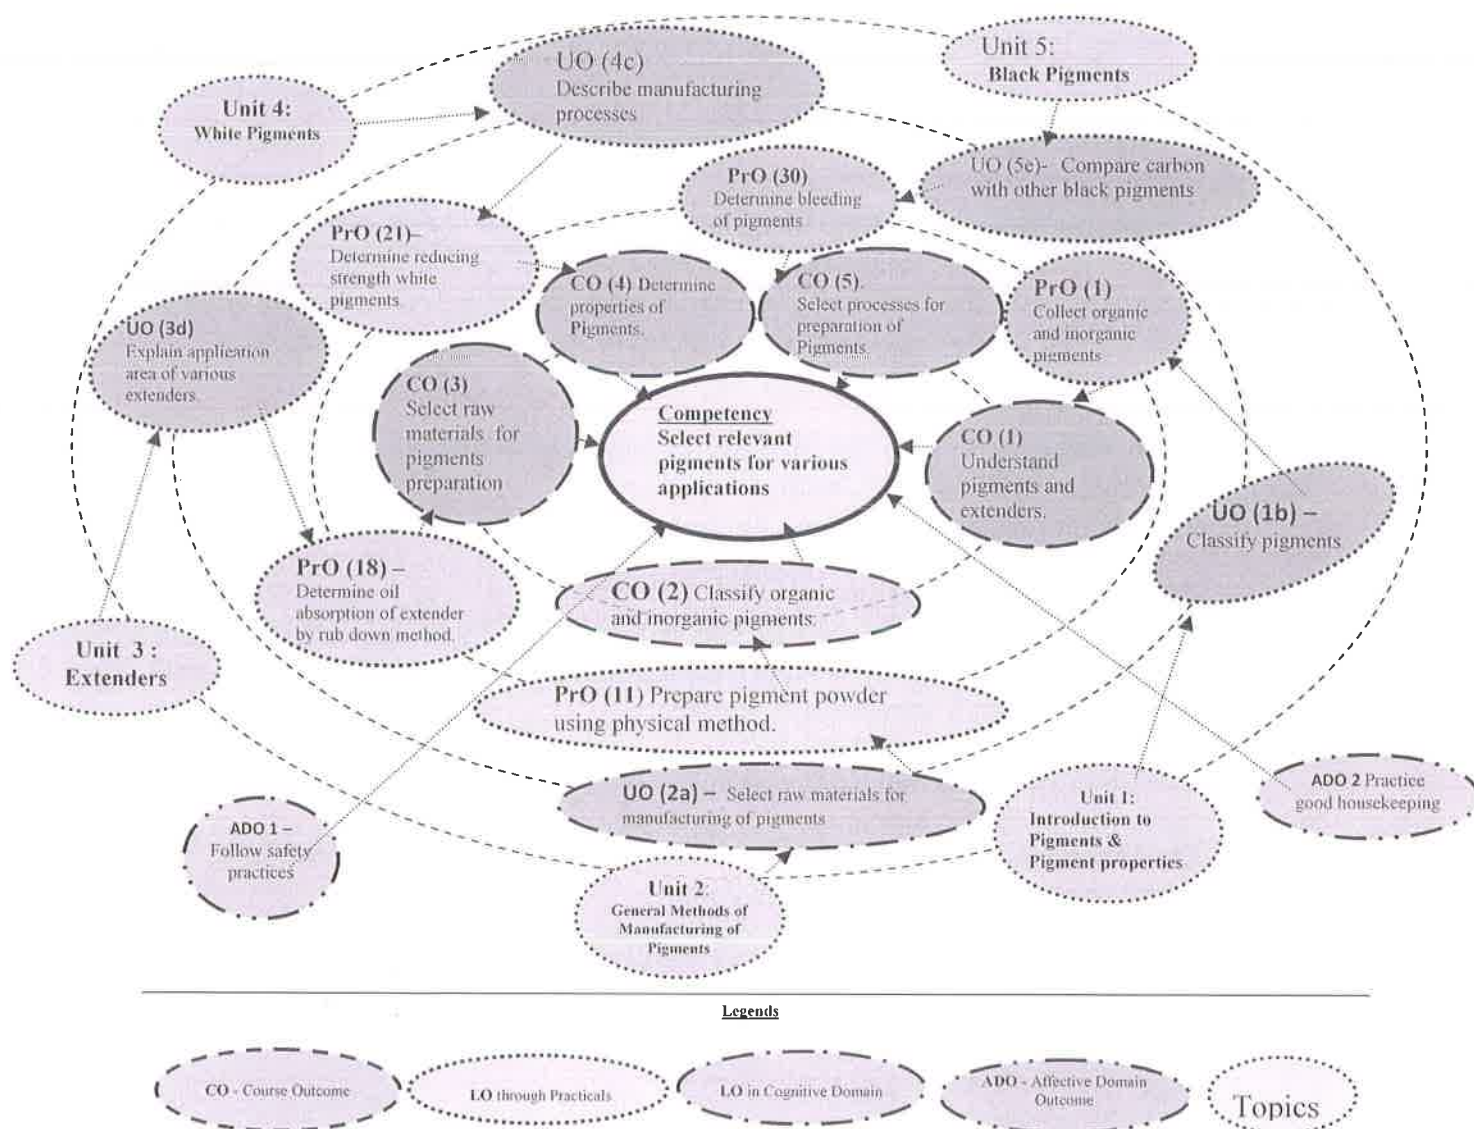 Unit 5:
Black Pigments
UO (4c)
Describe manufacturing
processes
Unit 4:
White Pigments
UO (5e)- Compare carbon
with other black pigments
PrO (30)
Determine bleeding
of pigments
PrO (21)–
Determine reducing
strength white
pigments.
CO (4) Determine
properties of
Pigments.
CO (5).
Select processes for
preparation of
Pigments.
PrO (1)
Collect organic
and inorganic
pigments
UO (3d)
Explain application
area of various
extenders.
CO (3)
Select raw
materials for
pigments
preparation
Competency
Select relevant
pigments for various
applications
CO (1)
Understand
pigments and
extenders.
UO (1b) –
Classify pigments
PrO (18) –
Determine oil
absorption of extender
by rub down method.
CO (2) Classify organic
and inorganic pigments.
Unit 3 :
Extenders
PrO (11) Prepare pigment powder
using physical method.
UO (2a) – Select raw materials for
manufacturing of pigments
Unit 1:
Introduction to
Pigments &
Pigment properties
ADO 2 Practice
good housekeeping
ADO 1 –
Follow safety
practices
Unit 2.
General Methods of
Manufacturing of
Pigments
Legends
CO - Course Outcome
LO through Practicals
LO in Cognitive Domain
ADO - Affective Domain
Outcome
Topics